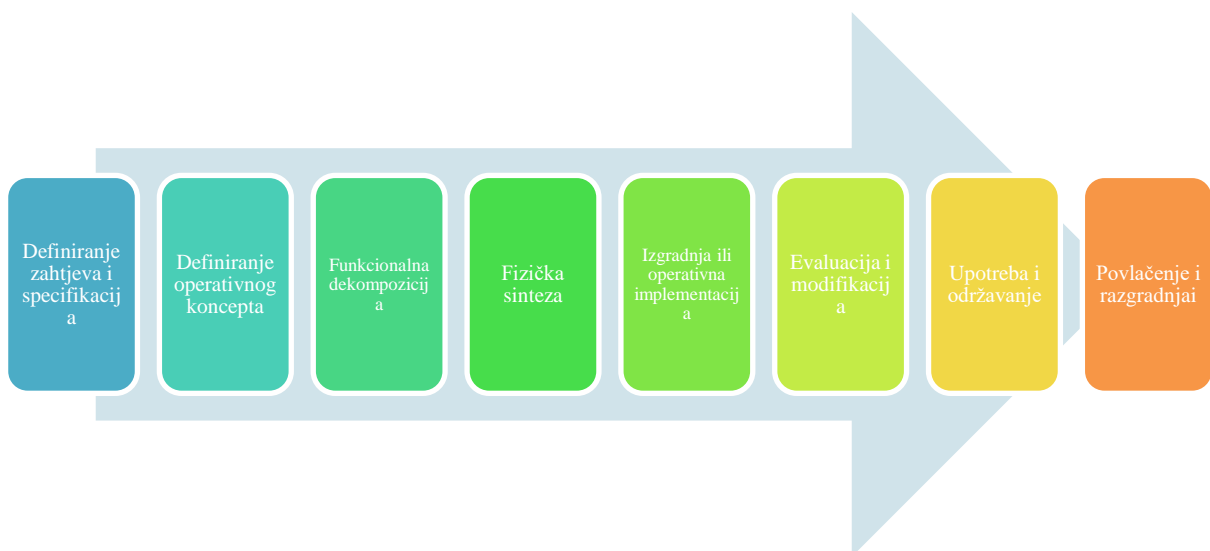 Definiranje
zahtjeva i
specifikacij
a
Definiranje
operativnog
koncepta
Funkcionalna
dekompozicij
a
Fizička
sinteza
Izgradnja ili
operativna
implementacij
a
Evaluacija i
modifikacij
a
Upotreba i
održavanje
Povlačenje i
razgradnjai